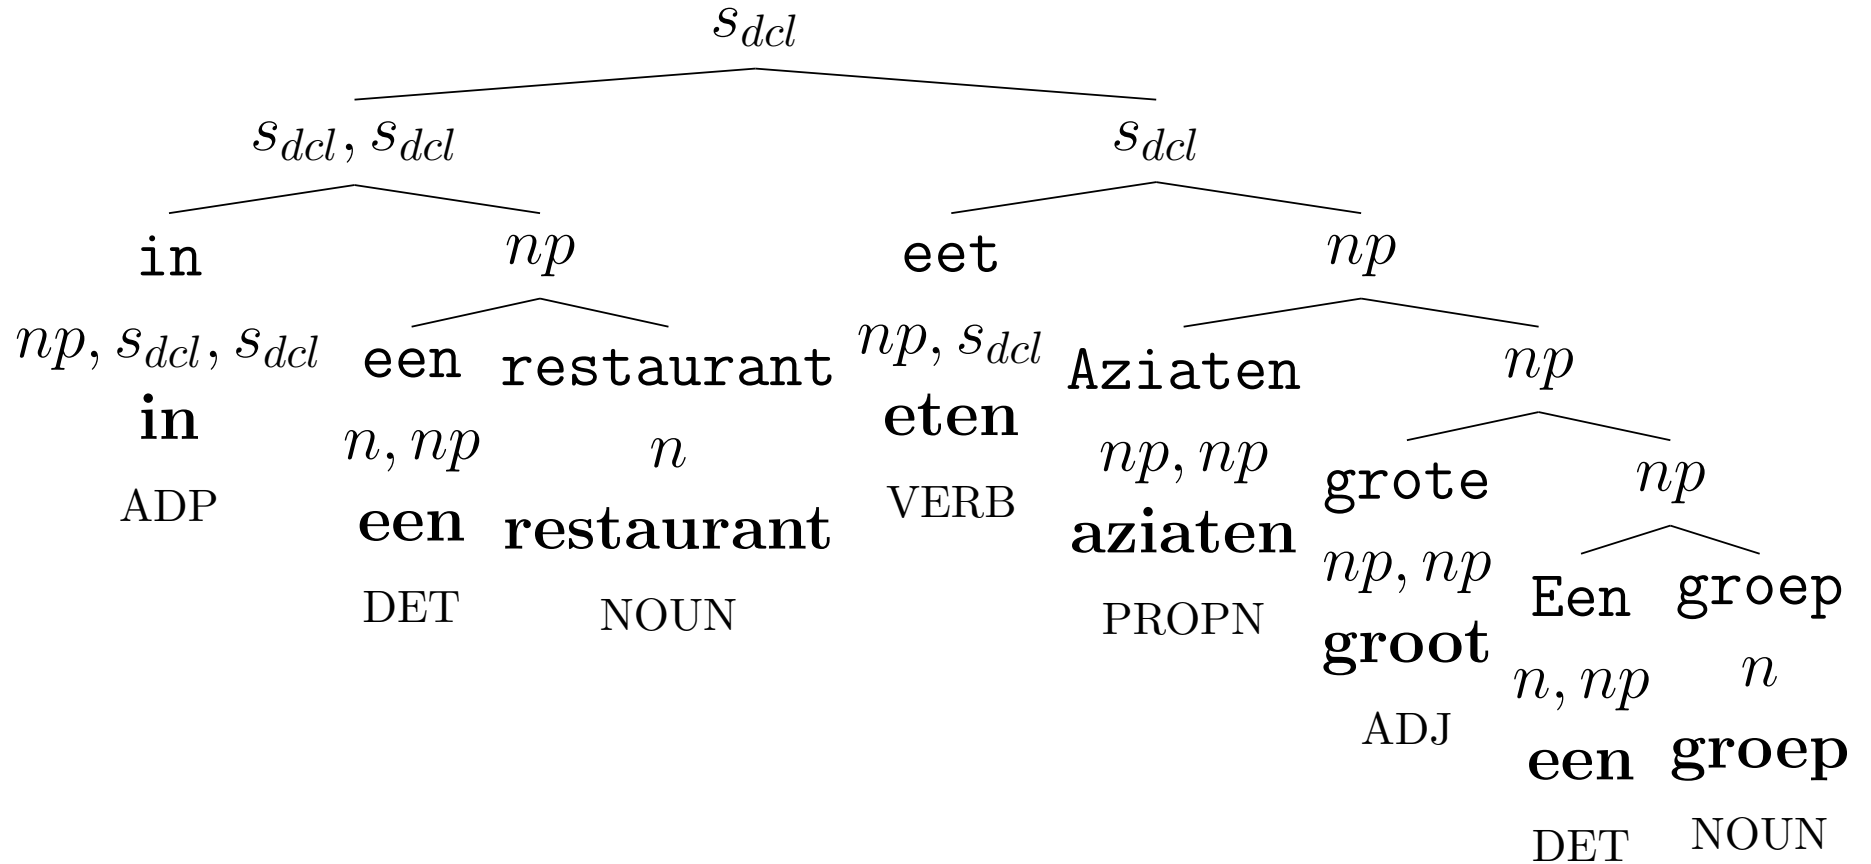 s_dcl
s_dcl, s_dcl
s_dcl
in
np, s_dcl, s_dcl
in
ADP
np
een
n, np
een
DET
restaurant
n
restaurant
NOUN
eet
np, s_dcl
eten
VERB
np
Aziaten
np, np
aziaten
PROPN
np
grote
np, np
groot
ADJ
np
Een
n, np
een
DET
groep
n
groep
NOUN